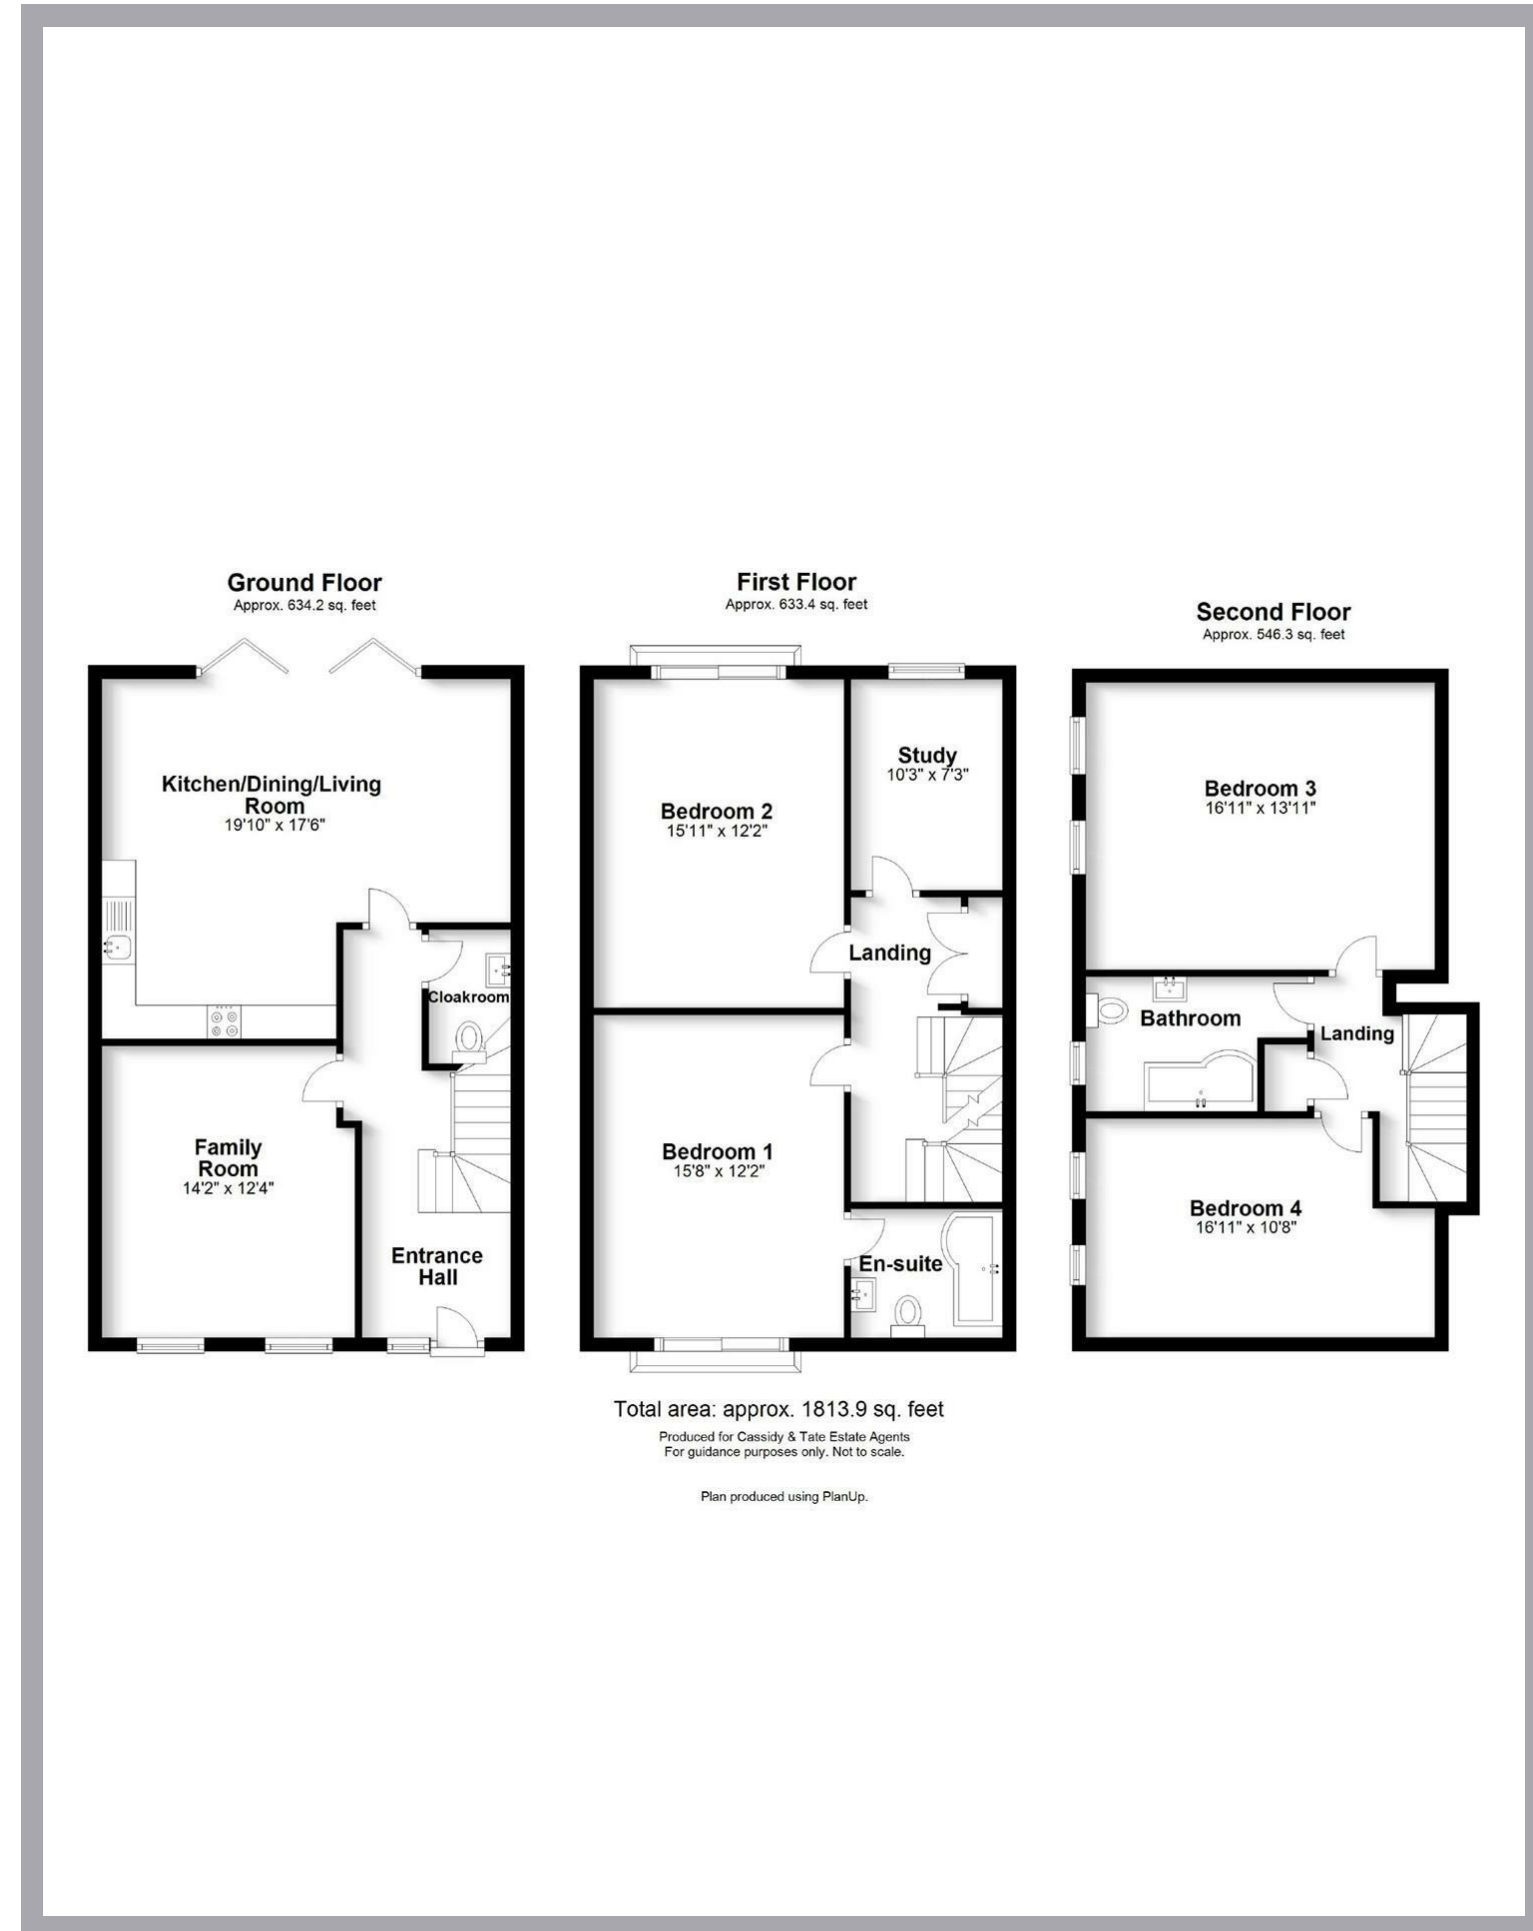 Ground Floor
Approx. 634.2 sq. feet
Kitchen/Dining/Living
Room
19'10" x 17'6"
Cloakroom
Family
Room
14'2" x 12'4"
Entrance
Hall
First Floor
Approx. 633.4 sq. feet
Study
10'3" x 7'3"
Bedroom 2
15'11" x 12'2"
Landing
Bedroom 1
15'8" x 12'2"
En-suite
Second Floor
Approx. 546.3 sq. feet
Bedroom 3
16'11" x 13'11"
Bathroom
Landing
Bedroom 4
16'11" x 10'8"
Total area: approx. 1813.9 sq. feet
Produced for Cassidy & Tate Estate Agents
For guidance purposes only. Not to scale.
Plan produced using PlanUp.